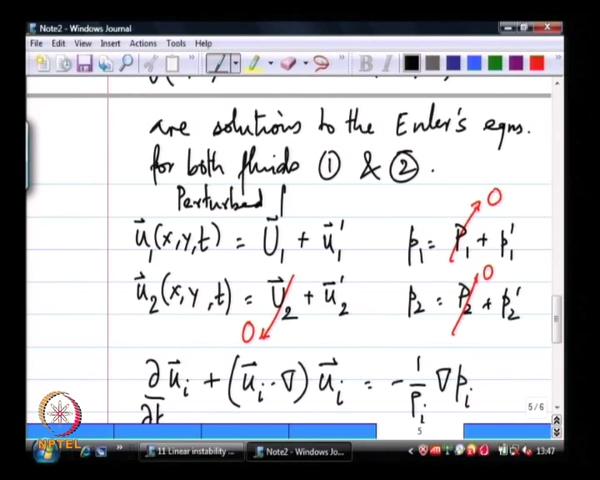 Note2 - Windows Journal
File Edit View Insert Actions Tools Help
are solutions to the Euler's eqns.
for both fluids ① & ②.
Perturbed
u⃗₁(x,y,t) = U⃗₁ + u⃗₁' p₁ = P₁ + p₁' 0
u⃗₂(x,y,t) = U⃗₂ + u⃗₂' p₂ = P₂ + p₂' 0
0
∂/∂t u⃗ᵢ + (u⃗ᵢ·∇) u⃗ᵢ = -1/ρᵢ ∇pᵢ
5/6
5
NPTEL
11 Linear instability ... Note2 - Windows Jo... 13:47